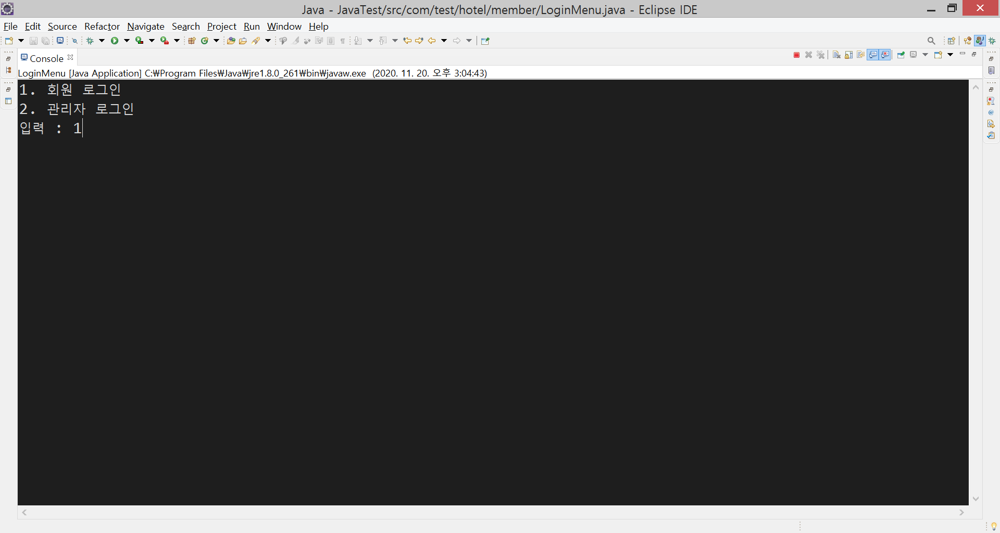 Java - JavaTest/src/com/test/hotel/member/LoginMenu.java - Eclipse IDE
File Edit Source Refactor Navigate Search Project Run Window Help
Console
LoginMenu [Java Application] C:₩Program Files₩Java₩jre1.8.0_261₩bin₩javaw.exe (2020. 11. 20. 오후 3:04:43)
1. 회원 로그인
2. 관리자 로그인
입력 : 1